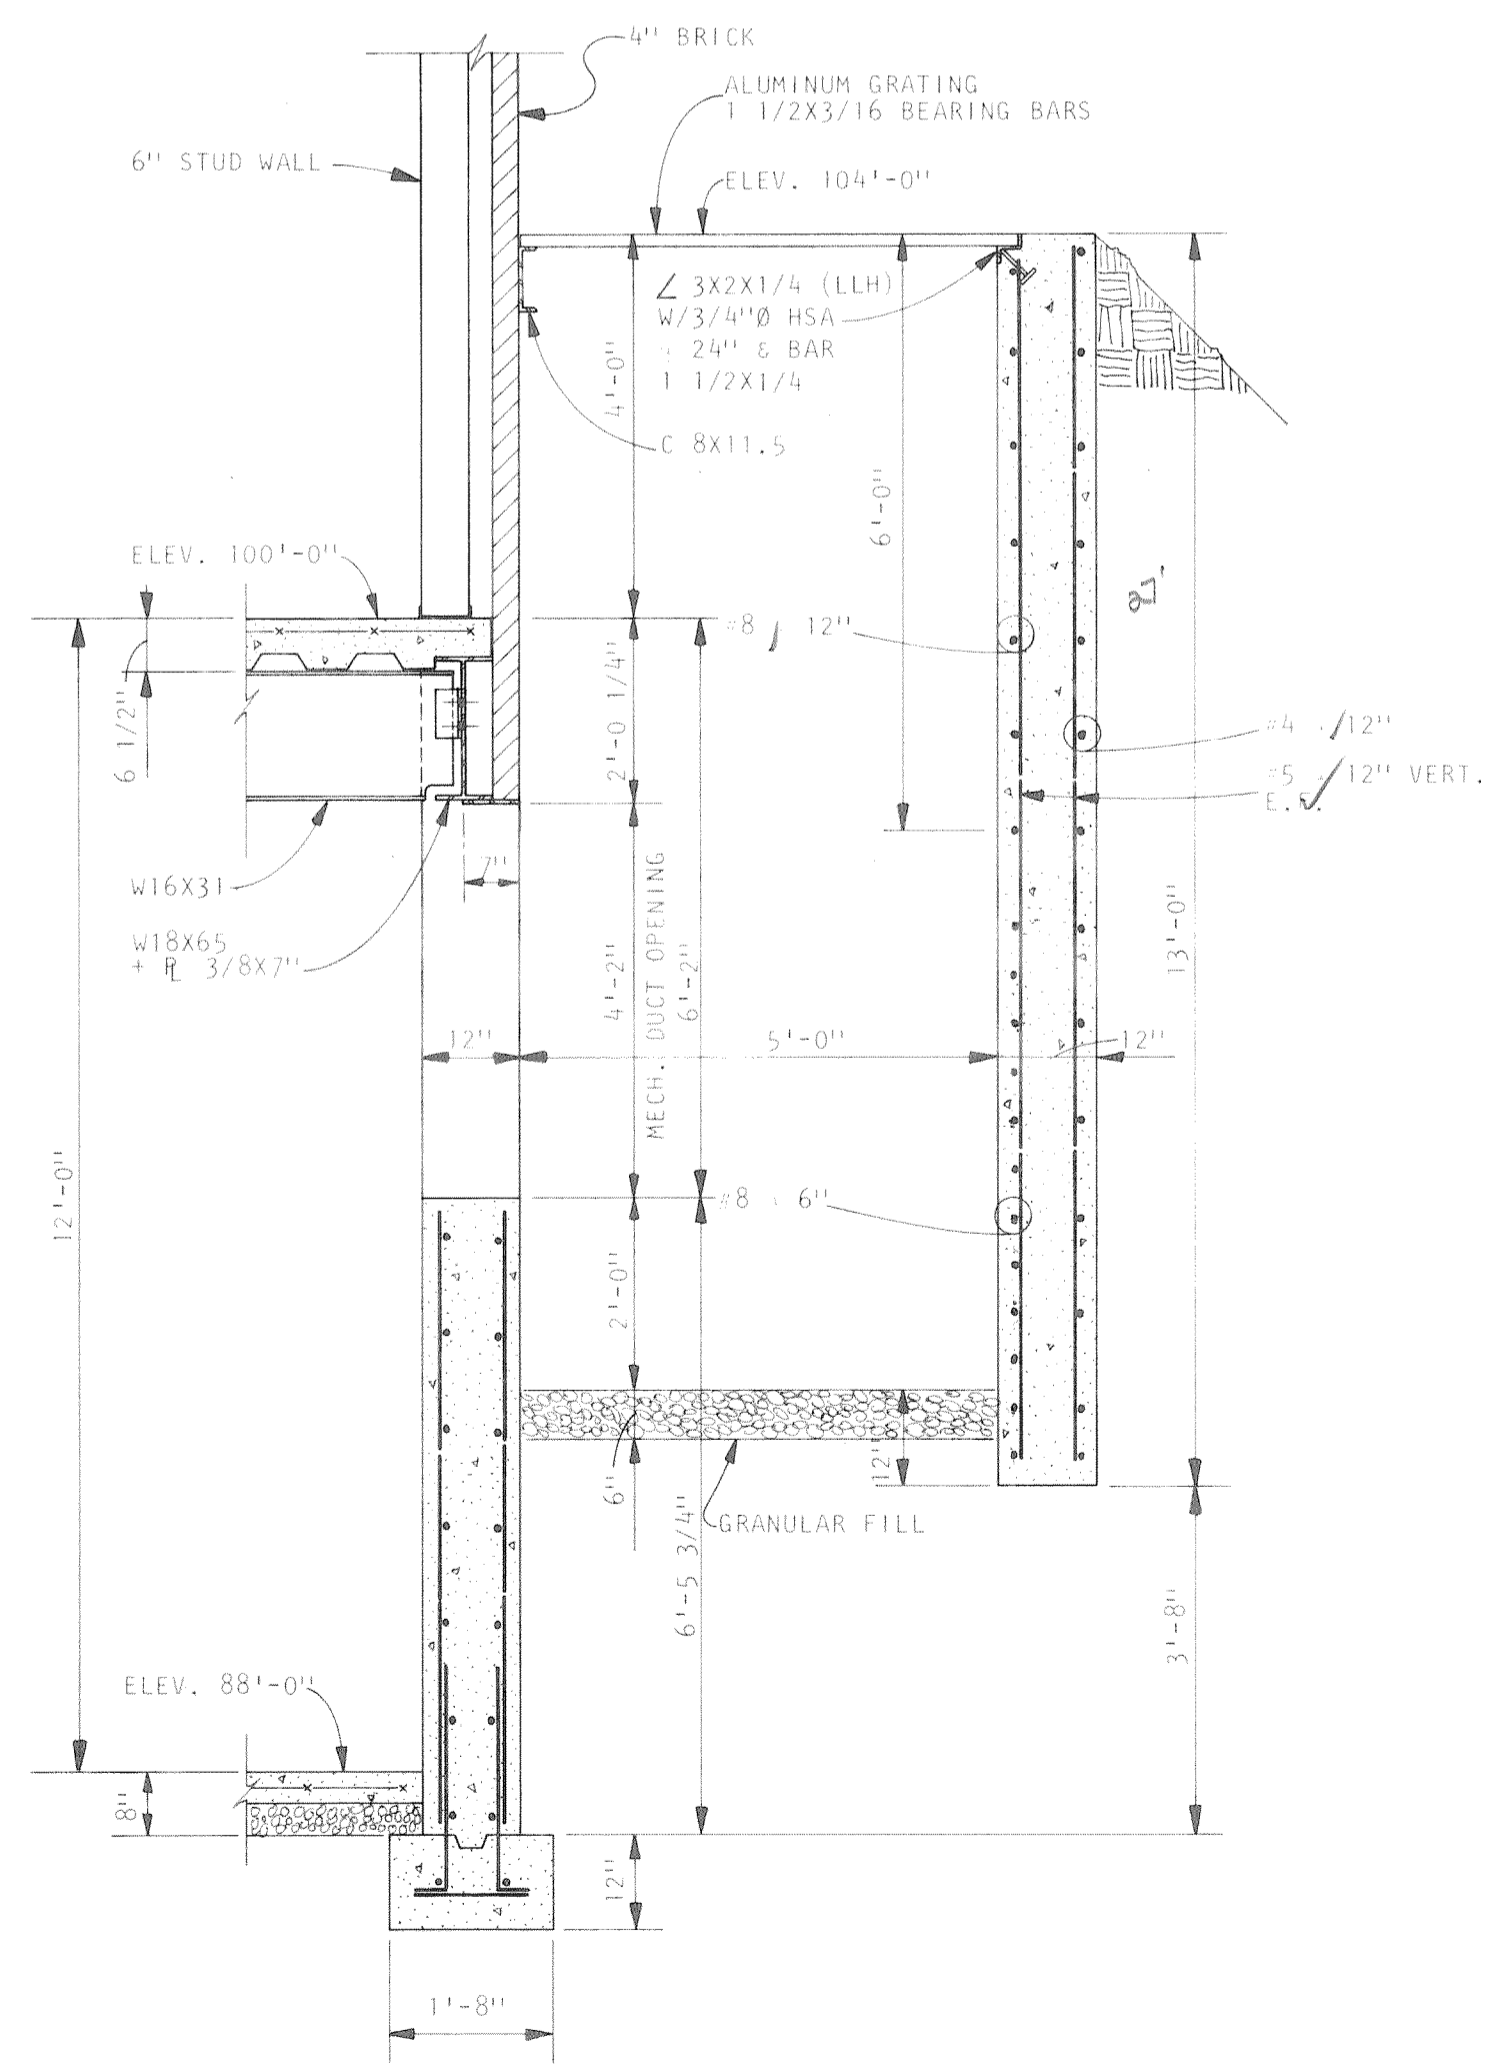 4" BRICK
ALUMINUM GRATING
1 1/2X3/16 BEARING BARS
6" STUD WALL
ELEV. 104'-0"
∠ 3X2X1/4 (LLH)
W/3/4"Ø HSA
24" & BAR
1 1/2X1/4
4'-0"
C 8X11.5
6'-0"
ELEV. 100'-0"
#8 12"
6 1/2"
2'-0 1/4"
#4 12"
#5 12" VERT.
E.F.
W16X31
7"
W18X65
+ PL 3/8X7"
MECH. DUCT OPENING
4'-2"
6'-2"
13'-0"
12"
5'-0"
12"
12'-0"
#8 6"
2'-0"
6"
12"
GRANULAR FILL
6'-5 3/4"
3'-8"
ELEV. 88'-0"
8"
12"
1'-8"